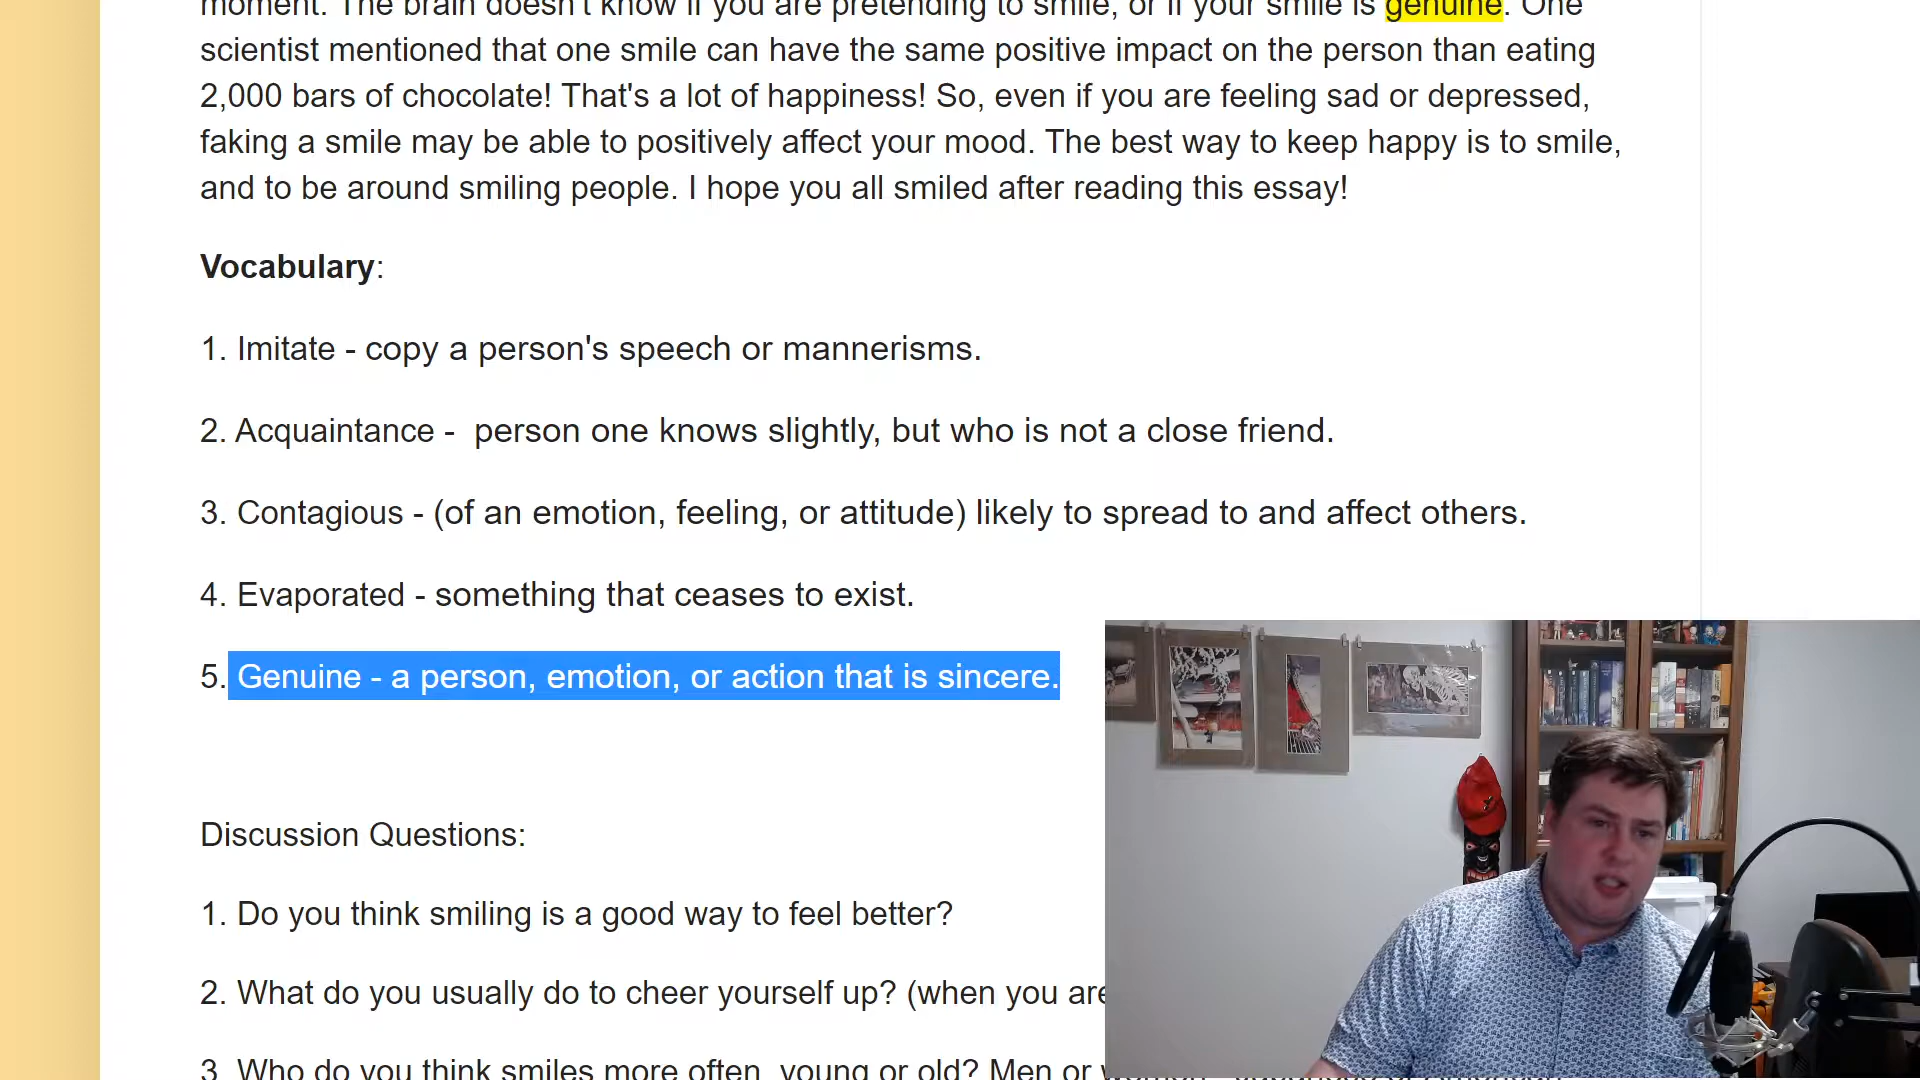 moment. The brain doesn't know if you are pretending to smile, or if your smile is genuine. One
scientist mentioned that one smile can have the same positive impact on the person than eating
2,000 bars of chocolate! That's a lot of happiness! So, even if you are feeling sad or depressed,
faking a smile may be able to positively affect your mood. The best way to keep happy is to smile,
and to be around smiling people. I hope you all smiled after reading this essay!
Vocabulary:
1. Imitate - copy a person's speech or mannerisms.
2. Acquaintance -  person one knows slightly, but who is not a close friend.
3. Contagious - (of an emotion, feeling, or attitude) likely to spread to and affect others.
4. Evaporated - something that ceases to exist.
5. Genuine - a person, emotion, or action that is sincere.
Discussion Questions:
1. Do you think smiling is a good way to feel better?
2. What do you usually do to cheer yourself up? (when you are
3. Who do you think smiles more often, young or old? Men or